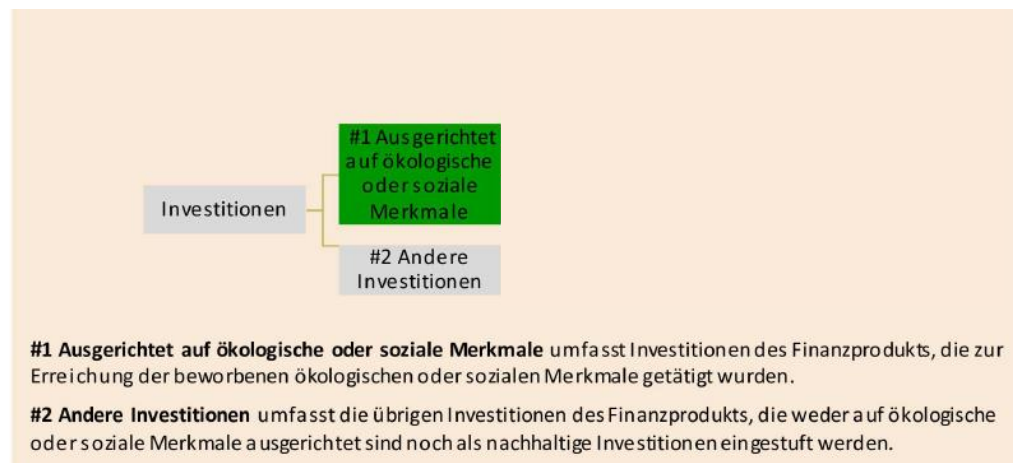 #1 Ausgerichtet
auf ökologische
oder soziale
Merkmale
Investitionen
#2 Andere
Investitionen
#1 Ausgerichtet auf ökologische oder soziale Merkmale umfasst Investitionen des Finanzprodukts, die zur
Erreichung der beworbenen ökologischen oder sozialen Merkmale getätigt wurden.
#2 Andere Investitionen umfasst die übrigen Investitionen des Finanzprodukts, die weder auf ökologische
oder soziale Merkmale ausgerichtet sind noch als nachhaltige Investitionen eingestuft werden.